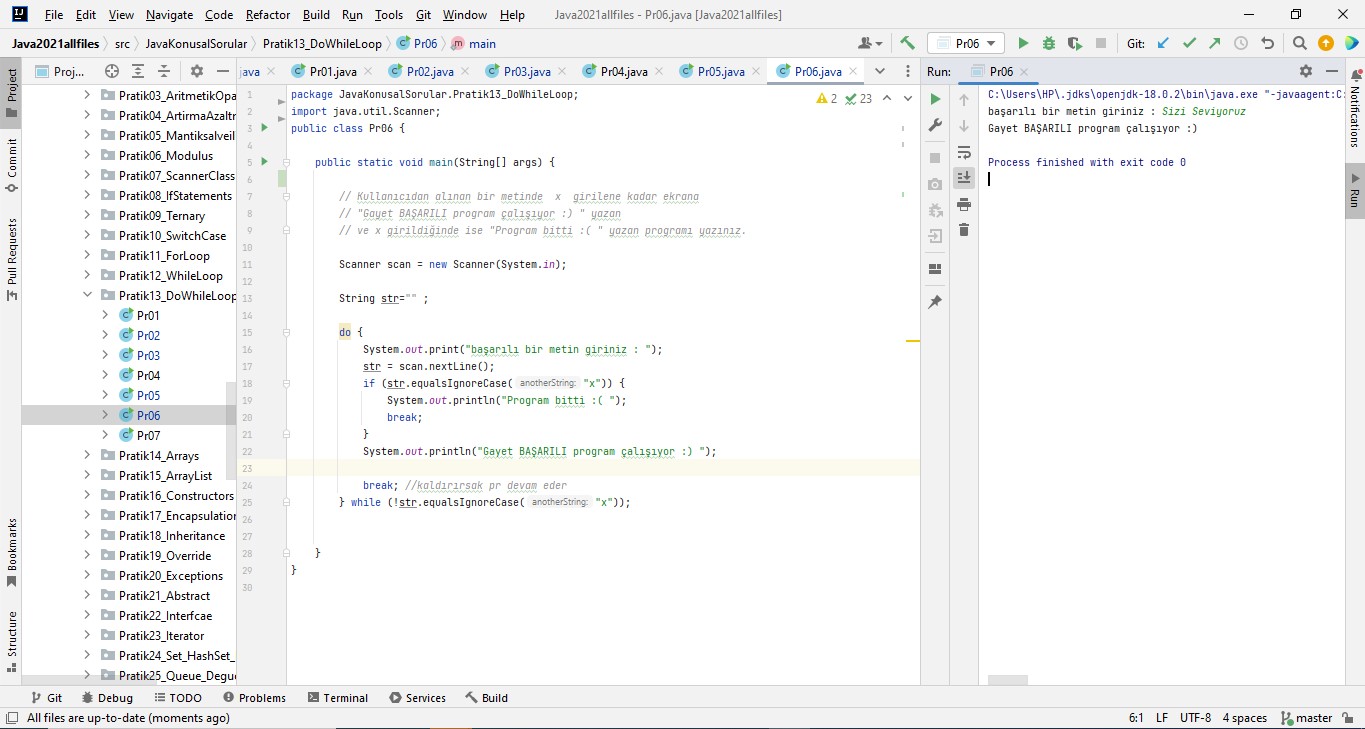 File Edit View Navigate Code Refactor Build Run Tools Git Window Help Java2021allfiles - Pr06.java [Java2021allfiles]
Java2021allfiles src JavaKonusalSorular Pratik13_DoWhileLoop Pr06 main Pr06 Git:
Proj... java Pr01.java Pr02.java Pr03.java Pr04.java Pr05.java Pr06.java Run: Pr06
Project
Commit
Pull Requests
Bookmarks
Structure
Pratik03_AritmetikOpa
Pratik04_ArtirmaAzaltr
Pratik05_Mantiksalveil
Pratik06_Modulus
Pratik07_ScannerClass
Pratik08_IfStatements
Pratik09_Ternary
Pratik10_SwitchCase
Pratik11_ForLoop
Pratik12_WhileLoop
Pratik13_DoWhileLoop
Pr01
Pr02
Pr03
Pr04
Pr05
Pr06
Pr07
Pratik14_Arrays
Pratik15_ArrayList
Pratik16_Constructors
Pratik17_Encapsulation
Pratik18_Inheritance
Pratik19_Override
Pratik20_Exceptions
Pratik21_Abstract
Pratik22_Interfcae
Pratik23_Iterator
Pratik24_Set_HashSet_
Pratik25_Queue_Degue
2 23
1 package JavaKonusalSorular.Pratik13_DoWhileLoop;
2 import java.util.Scanner;
3 public class Pr06 {
4
5 public static void main(String[] args) {
6
7 // Kullanıcıdan alınan bir metinde x girilene kadar ekrana
8 // "Gayet BAŞARILI program çalışıyor :) " yazan
9 // ve x girildiğinde ise "Program bitti :( " yazan programı yazınız.
10
11 Scanner scan = new Scanner(System.in);
12
13 String str="" ;
14
15 do {
16 System.out.print("başarılı bir metin giriniz : ");
17 str = scan.nextLine();
18 if (str.equalsIgnoreCase( anotherString: "x")) {
19 System.out.println("Program bitti :( ");
20 break;
21 }
22 System.out.println("Gayet BAŞARILI program çalışıyor :) ");
23
24 break; //kaldırırsak pr devam eder
25 } while (!str.equalsIgnoreCase( anotherString: "x"));
26
27
28 }
29 }
30
C:\Users\HP\.jdks\openjdk-18.0.2\bin\java.exe "-javaagent:C:
başarılı bir metin giriniz : Sizi Seviyoruz
Gayet BAŞARILI program çalışıyor :)
Process finished with exit code 0
Notifications
Run
Git Debug TODO Problems Terminal Services Build
All files are up-to-date (moments ago) 6:1 LF UTF-8 4 spaces master